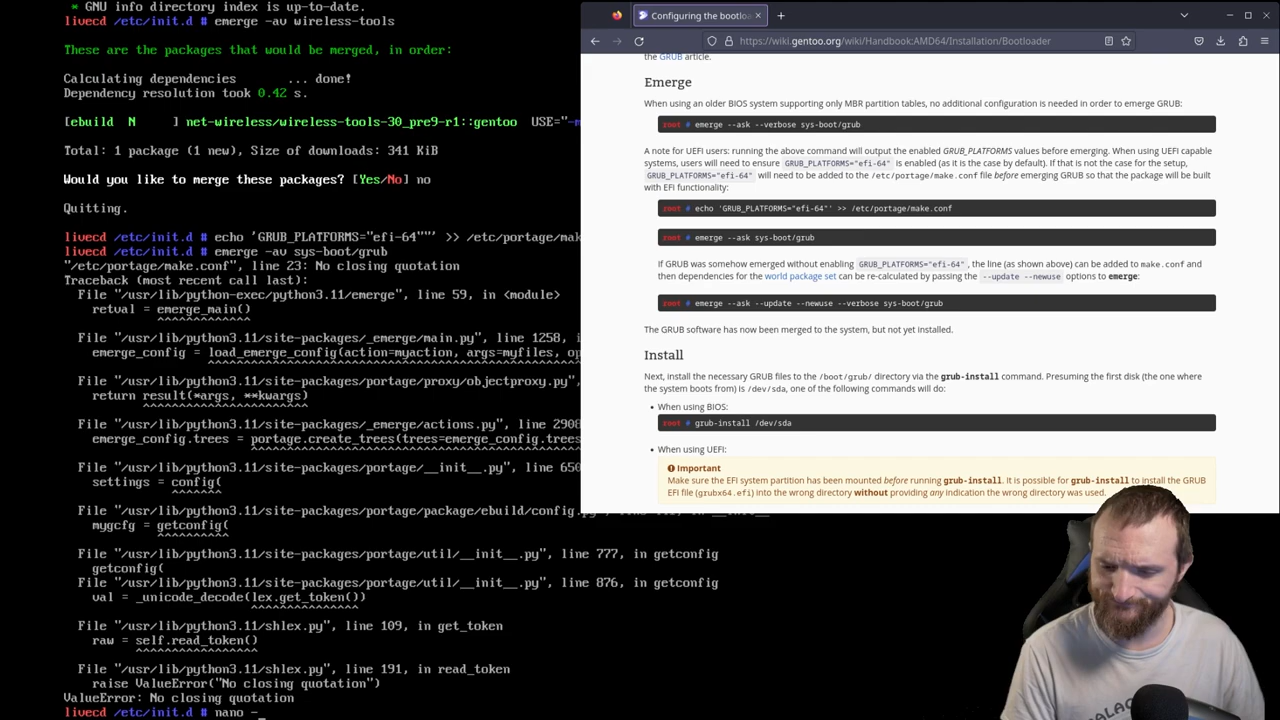 * GNU info directory index is up-to-date.
livecd /etc/init.d # emerge -av wireless-tools
These are the packages that would be merged, in order:
Calculating dependencies ... done!
Dependency resolution took 0.42 s.
[ebuild N ] net-wireless/wireless-tools-30_pre9-r1::gentoo USE="-m
Total: 1 package (1 new), Size of downloads: 341 KiB
Would you like to merge these packages? [Yes/No] no
Quitting.
livecd /etc/init.d # echo 'GRUB_PLATFORMS="efi-64""' >> /etc/portage/mak
livecd /etc/init.d # emerge -av sys-boot/grub
"/etc/portage/make.conf", line 23: No closing quotation
Traceback (most recent call last):
File "/usr/lib/python-exec/python3.11/emerge", line 59, in <module>
retval = emerge_main()
^^^^^^^^^^^^^
File "/usr/lib/python3.11/site-packages/_emerge/main.py", line 1258, i
emerge_config = load_emerge_config(action=myaction, args=myfiles, op
File "/usr/lib/python3.11/site-packages/portage/proxy/objectproxy.py",
return result(*args, **kwargs)
^^^^^^^^^^^^^^^^^^^^^^^
File "/usr/lib/python3.11/site-packages/_emerge/actions.py", line 2908
emerge_config.trees = portage.create_trees(trees=emerge_config.trees
File "/usr/lib/python3.11/site-packages/portage/__init__.py", line 650
settings = config(
^^^^^^^
File "/usr/lib/python3.11/site-packages/portage/package/ebuild/config.py",
mygcfg = getconfig(
^^^^^^^^^^
File "/usr/lib/python3.11/site-packages/portage/util/__init__.py", line 777, in getconfig
getconfig(
File "/usr/lib/python3.11/site-packages/portage/util/__init__.py", line 876, in getconfig
val = _unicode_decode(lex.get_token())
^^^^^^^^^^^^^^^
File "/usr/lib/python3.11/shlex.py", line 109, in get_token
raw = self.read_token()
^^^^^^^^^^^^^^^^^
File "/usr/lib/python3.11/shlex.py", line 191, in read_token
raise ValueError("No closing quotation")
ValueError: No closing quotation
livecd /etc/init.d # nano -_
Configuring the bootloa
https://wiki.gentoo.org/wiki/Handbook:AMD64/Installation/Bootloader
the GRUB article.
Emerge
When using an older BIOS system supporting only MBR partition tables, no additional configuration is needed in order to emerge GRUB:
root # emerge --ask --verbose sys-boot/grub
A note for UEFI users: running the above command will output the enabled GRUB_PLATFORMS values before emerging. When using UEFI capable
systems, users will need to ensure GRUB_PLATFORMS="efi-64" is enabled (as it is the case by default). If that is not the case for the setup,
GRUB_PLATFORMS="efi-64" will need to be added to the /etc/portage/make.conf file before emerging GRUB so that the package will be built
with EFI functionality:
root # echo 'GRUB_PLATFORMS="efi-64"' >> /etc/portage/make.conf
root # emerge --ask sys-boot/grub
If GRUB was somehow emerged without enabling GRUB_PLATFORMS="efi-64", the line (as shown above) can be added to make.conf and
then dependencies for the world package set can be re-calculated by passing the --update --newuse options to emerge:
root # emerge --ask --update --newuse --verbose sys-boot/grub
The GRUB software has now been merged to the system, but not yet installed.
Install
Next, install the necessary GRUB files to the /boot/grub/ directory via the grub-install command. Presuming the first disk (the one where
the system boots from) is /dev/sda, one of the following commands will do:
• When using BIOS:
root # grub-install /dev/sda
• When using UEFI:
Important
Make sure the EFI system partition has been mounted before running grub-install. It is possible for grub-install to install the GRUB
EFI file (grubx64.efi) into the wrong directory without providing any indication the wrong directory was used.